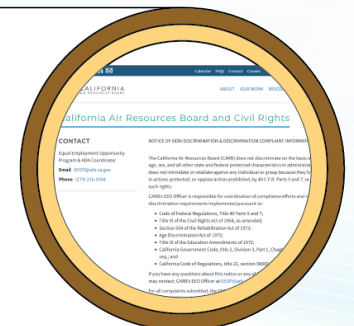 Calendar FAQs Contact Careers
CALIFORNIA
AIR RESOURCES BOARD
ABOUT OUR WORK RESOU
California Air Resources Board and Civil Rights
CONTACT
Equal Employment Opportunity
Program & ADA Coordinator
Email EEOP@arb.ca.gov
Phone:
NOTICE OF NON-DISCRIMINATION & DISCRIMINATION COMPLAINT INFORMATI
The California Air Resources Board (CARB) does not discriminate on the basis o
age, sex, and all other state and federal protected characteristics in administrat
does not intimidate or retaliate against any individual or group because they h
in actions protected, or oppose action prohibited, by 40 C.F.R. Parts 5 and 7, or
such rights.
CARB's EEO Officer is responsible for coordination of compliance efforts and
discrimination requirements implemented pursuant to:
Code of Federal Regulations, Title 40 Parts 5 and 7;
Title VI of the Civil Rights Act of 1964, as amended;
Section 504 of the Rehabilitation Act of 1973;
Age Discrimination Act of 1975;
Title IX of the Education Amendments of 1972;
California Government Code, title 2, Division 3, Part 1, Chap
seq.; and
California Code of Regulations, title 22, section 98000
If you have any questions about this notice or any of
may contact CARB's EEO Officer at EEOP@arb
For all complaints submitted, the